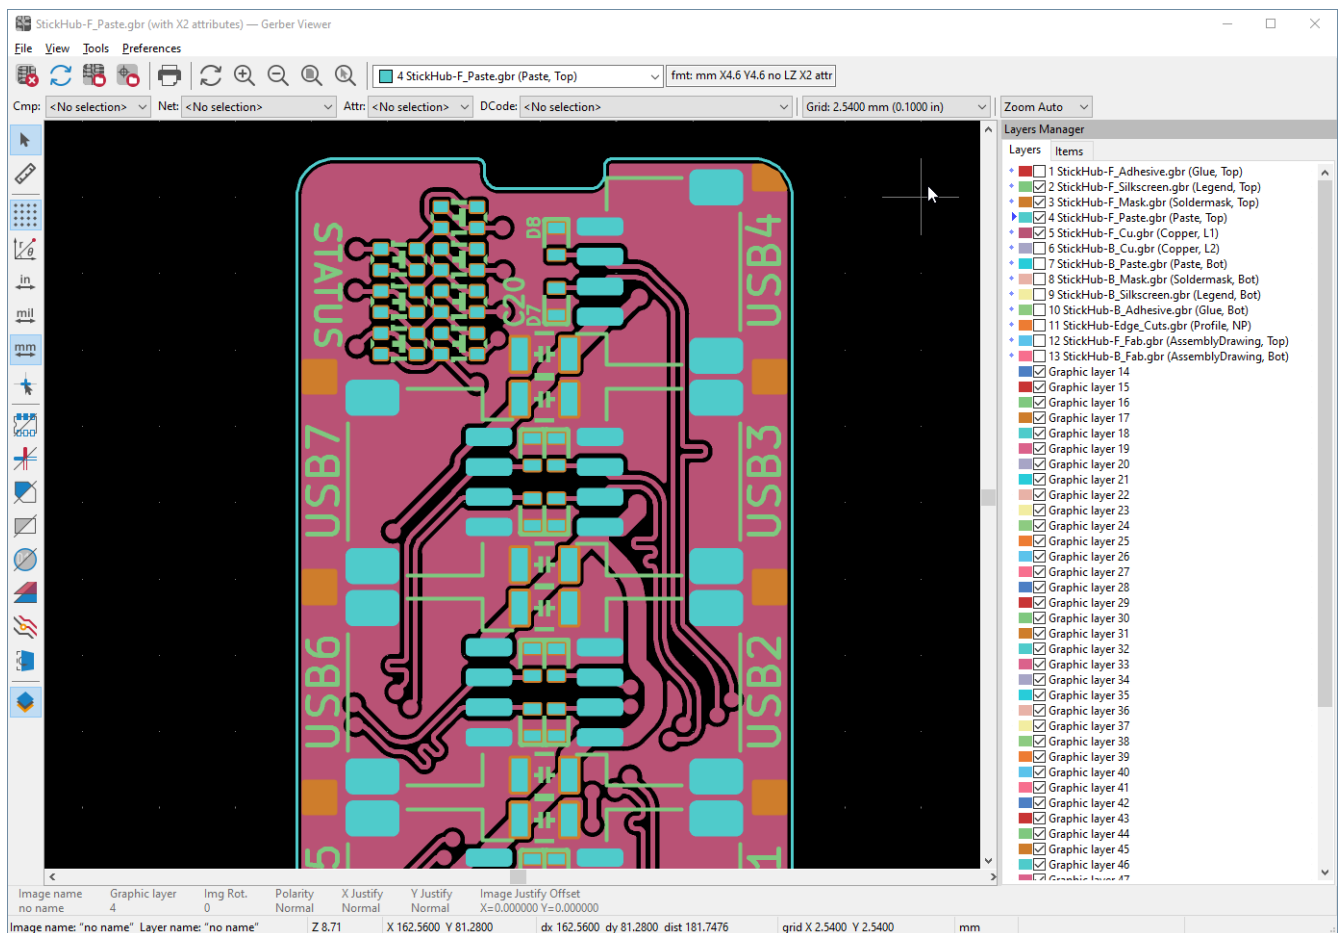 StickHub-F_Paste.gbr (with X2 attributes) — Gerber Viewer
File View Tools Preferences
4 StickHub-F_Paste.gbr (Paste, Top) fmt: mm X4.6 Y4.6 no LZ X2 attr
Cmp: <No selection> Net: <No selection> Attr: <No selection> DCode: <No selection> Grid: 2.5400 mm (0.1000 in) Zoom Auto
Layers Manager
Layers Items
1 StickHub-F_Adhesive.gbr (Glue, Top)
2 StickHub-F_Silkscreen.gbr (Legend, Top)
3 StickHub-F_Mask.gbr (Soldermask, Top)
4 StickHub-F_Paste.gbr (Paste, Top)
5 StickHub-F_Cu.gbr (Copper, L1)
6 StickHub-B_Cu.gbr (Copper, L2)
7 StickHub-B_Paste.gbr (Paste, Bot)
8 StickHub-B_Mask.gbr (Soldermask, Bot)
9 StickHub-B_Silkscreen.gbr (Legend, Bot)
10 StickHub-B_Adhesive.gbr (Glue, Bot)
11 StickHub-Edge_Cuts.gbr (Profile, NP)
12 StickHub-F_Fab.gbr (AssemblyDrawing, Top)
13 StickHub-B_Fab.gbr (AssemblyDrawing, Bot)
Graphic layer 14
Graphic layer 15
Graphic layer 16
Graphic layer 17
Graphic layer 18
Graphic layer 19
Graphic layer 20
Graphic layer 21
Graphic layer 22
Graphic layer 23
Graphic layer 24
Graphic layer 25
Graphic layer 26
Graphic layer 27
Graphic layer 28
Graphic layer 29
Graphic layer 30
Graphic layer 31
Graphic layer 32
Graphic layer 33
Graphic layer 34
Graphic layer 35
Graphic layer 36
Graphic layer 37
Graphic layer 38
Graphic layer 39
Graphic layer 40
Graphic layer 41
Graphic layer 42
Graphic layer 43
Graphic layer 44
Graphic layer 45
Graphic layer 46
Graphic layer 47
in
mil
mm
STATUS
D8
C20
D7
USB4
USB7
USB3
USB6
USB2
5
1
Image name Graphic layer Img Rot. Polarity X Justify Y Justify Image Justify Offset
no name 4 0 Normal Normal Normal X=0.000000 Y=0.000000
Image name: "no name" Layer name: "no name" Z 8.71 X 162.5600 Y 81.2800 dx 162.5600 dy 81.2800 dist 181.7476 grid X 2.5400 Y 2.5400 mm